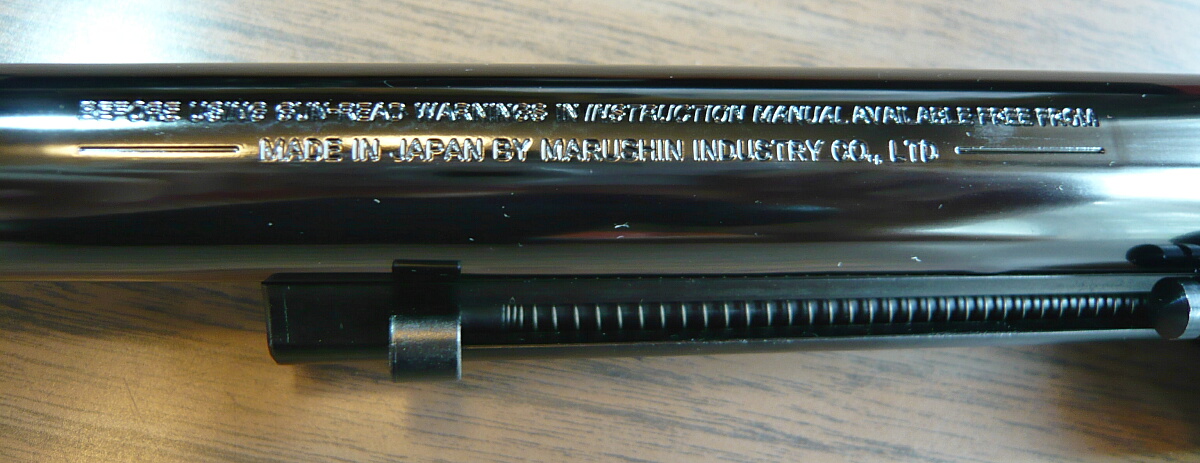 BEFORE USING GUN-READ WARNINGS IN INSTRUCTION MANUAL AVAILABLE FREE FROM
MADE IN JAPAN BY MARUSHIN INDUSTRY CO., LTD.